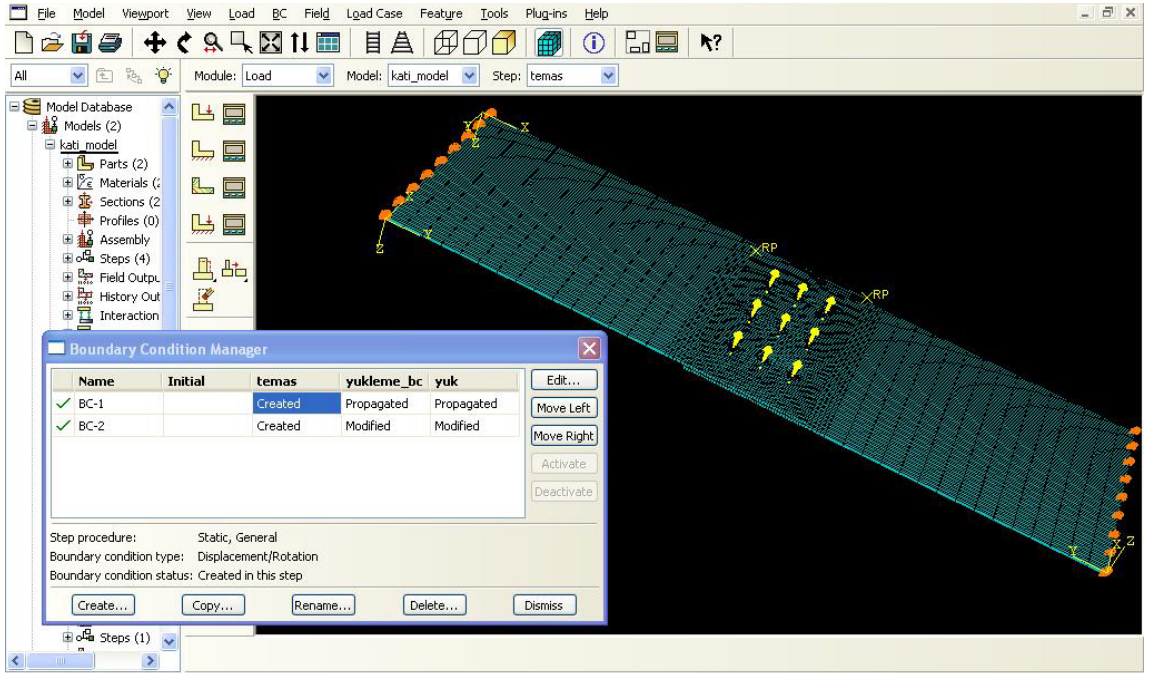 File Model Viewport View Load BC Field Load Case Feature Tools Plug-ins Help
All Module: Load Model: kati_model Step: temas
Model Database
Models (2)
kati_model
Parts (2)
Materials (2
Sections (2
Profiles (0)
Assembly
Steps (4)
Field Outpu
History Out
Interaction
X
Y
Z
X
Y
Z
RP
RP
Y
X
Z
Boundary Condition Manager
Name Initial temas yukleme_bc yuk
BC-1 Created Propagated Propagated
BC-2 Created Modified Modified
Edit...
Move Left
Move Right
Activate
Deactivate
Step procedure: Static, General
Boundary condition type: Displacement/Rotation
Boundary condition status: Created in this step
Create... Copy... Rename... Delete... Dismiss
Steps (1)